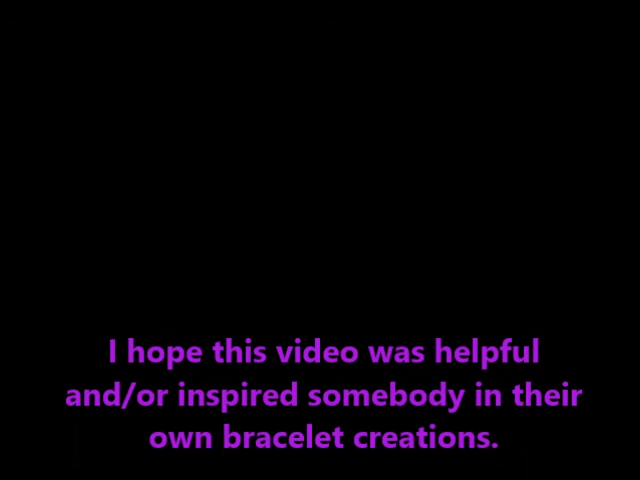 I hope this video was helpful
and/or inspired somebody in their
own bracelet creations.